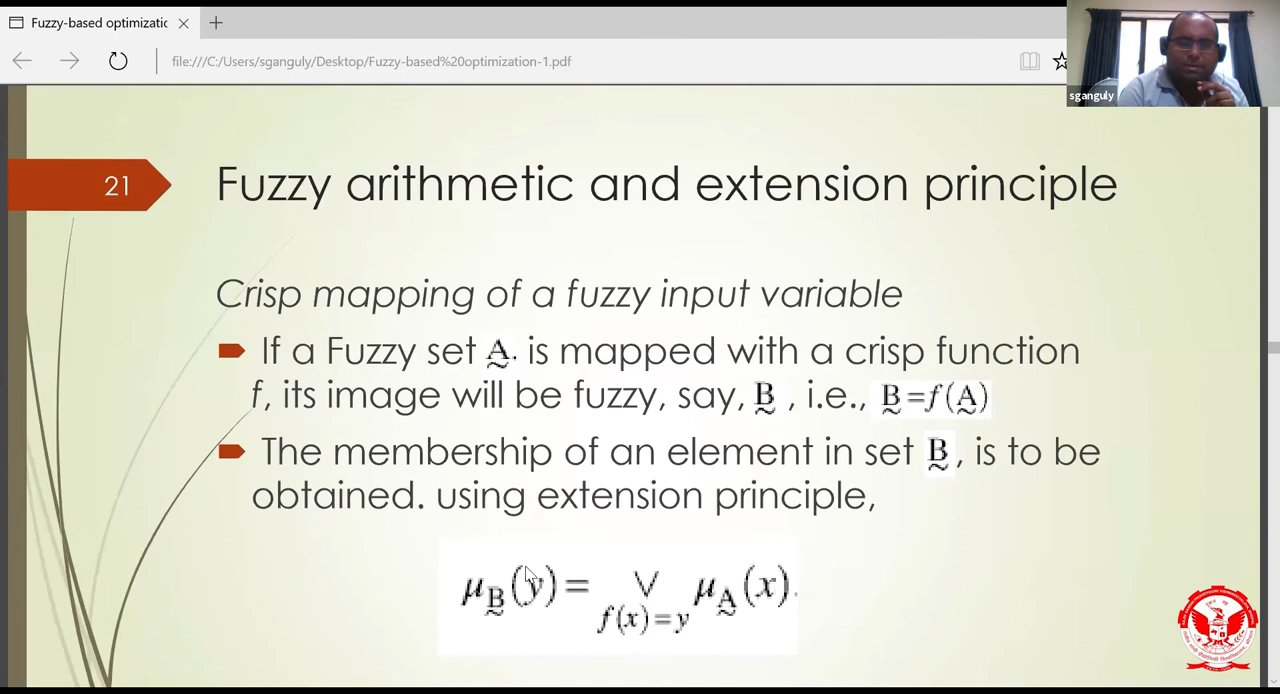 Fuzzy-based optimizatic
file:///C:/Users/sganguly/Desktop/Fuzzy-based%20optimization-1.pdf
sganguly
21
Fuzzy arithmetic and extension principle
Crisp mapping of a fuzzy input variable
If a Fuzzy set A̰. is mapped with a crisp function
f, its image will be fuzzy, say, B̰ , i.e., B̰=f(A̰)
The membership of an element in set B̰, is to be
obtained. using extension principle,
μ_B̰(y) = ∨_{f(x)=y} μ_A̰(x).